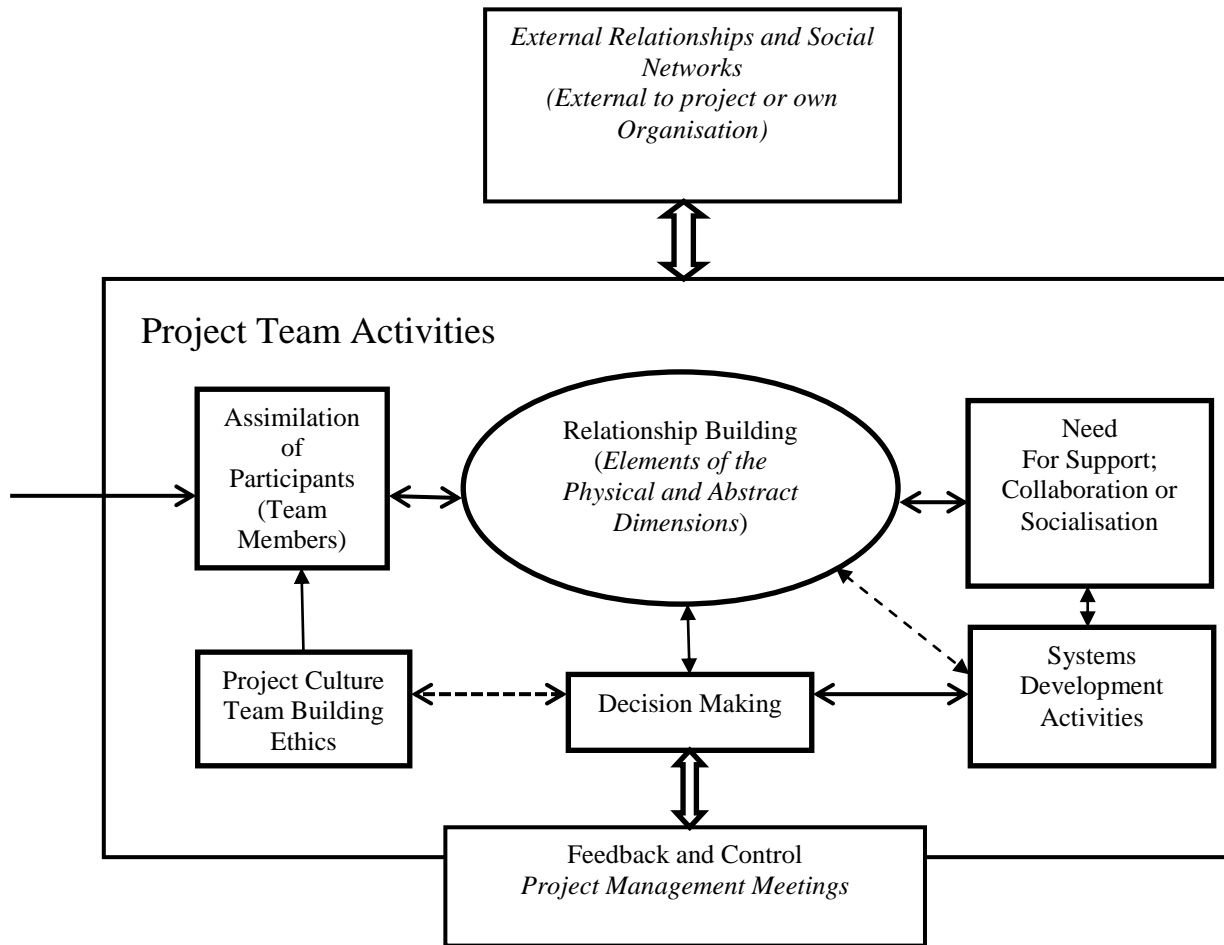 External Relationships and Social
Networks
(External to project or own
Organisation)
Project Team Activities
Assimilation
of
Participants
(Team
Members)
Relationship Building
(Elements of the
Physical and Abstract
Dimensions)
Need
For Support;
Collaboration or
Socialisation
Project Culture
Team Building
Ethics
Decision Making
Systems
Development
Activities
Feedback and Control
Project Management Meetings